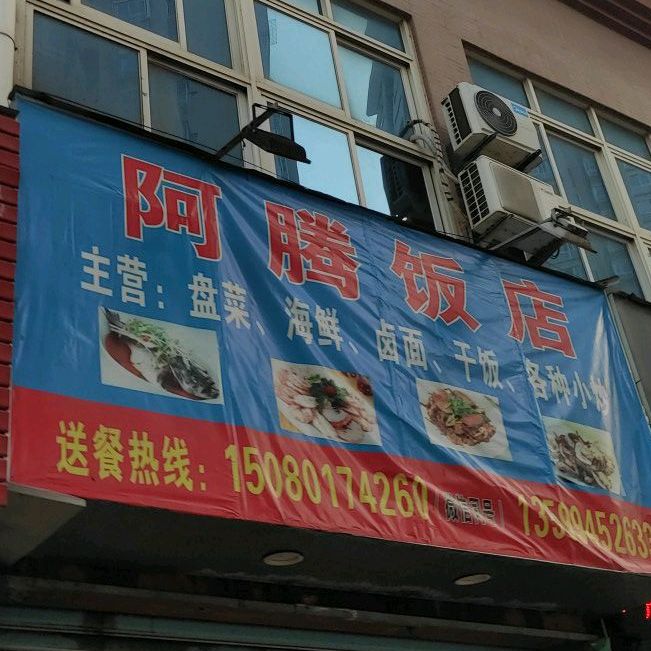 阿腾饭店
主营：盘菜、海鲜、卤面、干饭、各种小炒
送餐热线：15080174260（微信同号）